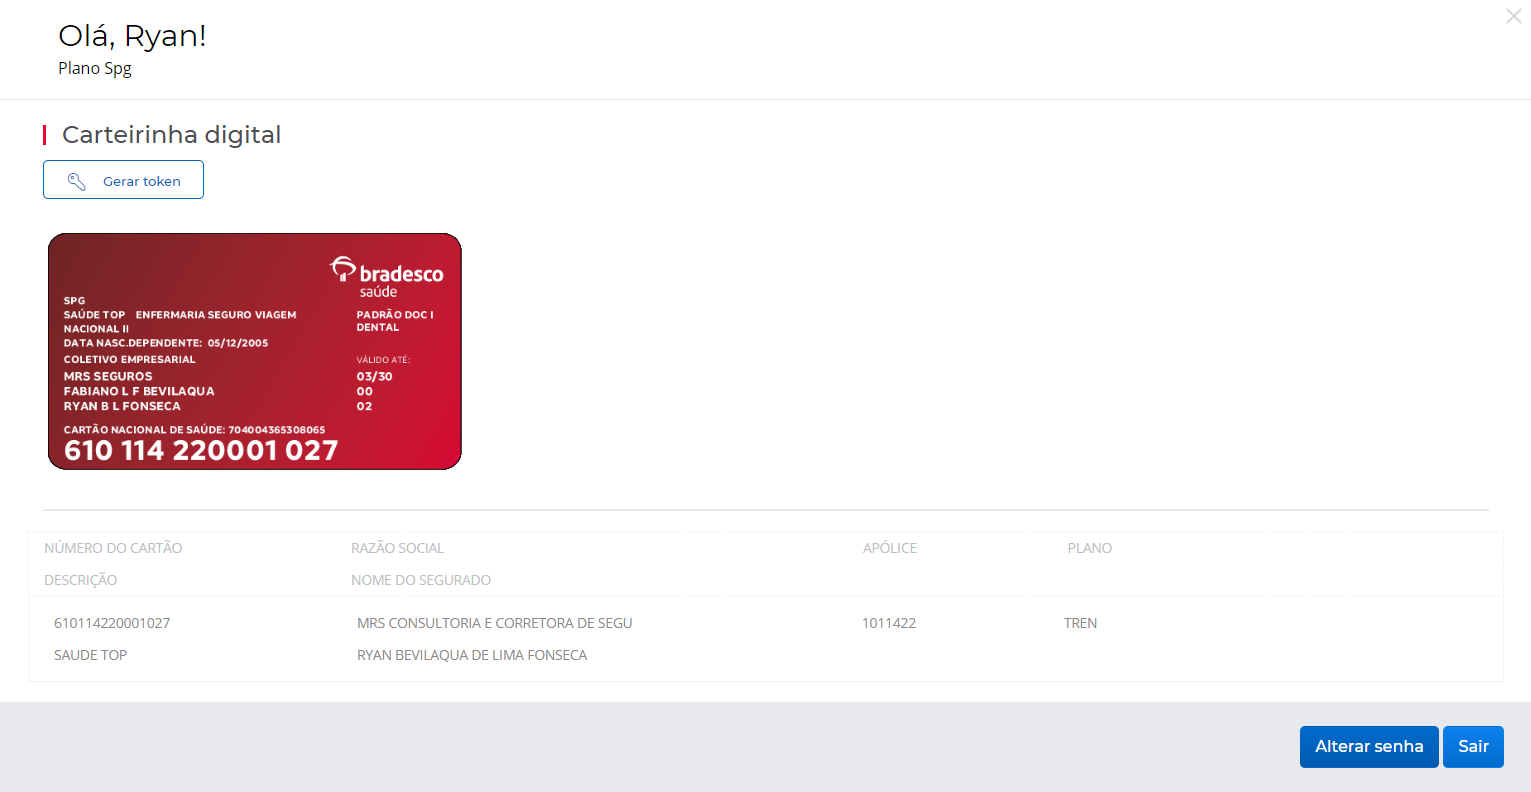 Olá, Ryan!
Plano Spg
Carteirinha digital
Gerar token
bradesco
saúde
SPG
SAÚDE TOP ENFERMARIA SEGURO VIAGEM PADRÃO DOC I
NACIONAL II DENTAL
DATA NASC.DEPENDENTE: 05/12/2005
COLETIVO EMPRESARIAL VÁLIDO ATÉ:
MRS SEGUROS 03/30
FABIANO L F BEVILAQUA 00
RYAN B L FONSECA 02
CARTÃO NACIONAL DE SAÚDE: 704004365308065
610 114 220001 027
NÚMERO DO CARTÃO RAZÃO SOCIAL APÓLICE PLANO
DESCRIÇÃO NOME DO SEGURADO
610114220001027 MRS CONSULTORIA E CORRETORA DE SEGU 1011422 TREN
SAUDE TOP RYAN BEVILAQUA DE LIMA FONSECA
Alterar senha Sair